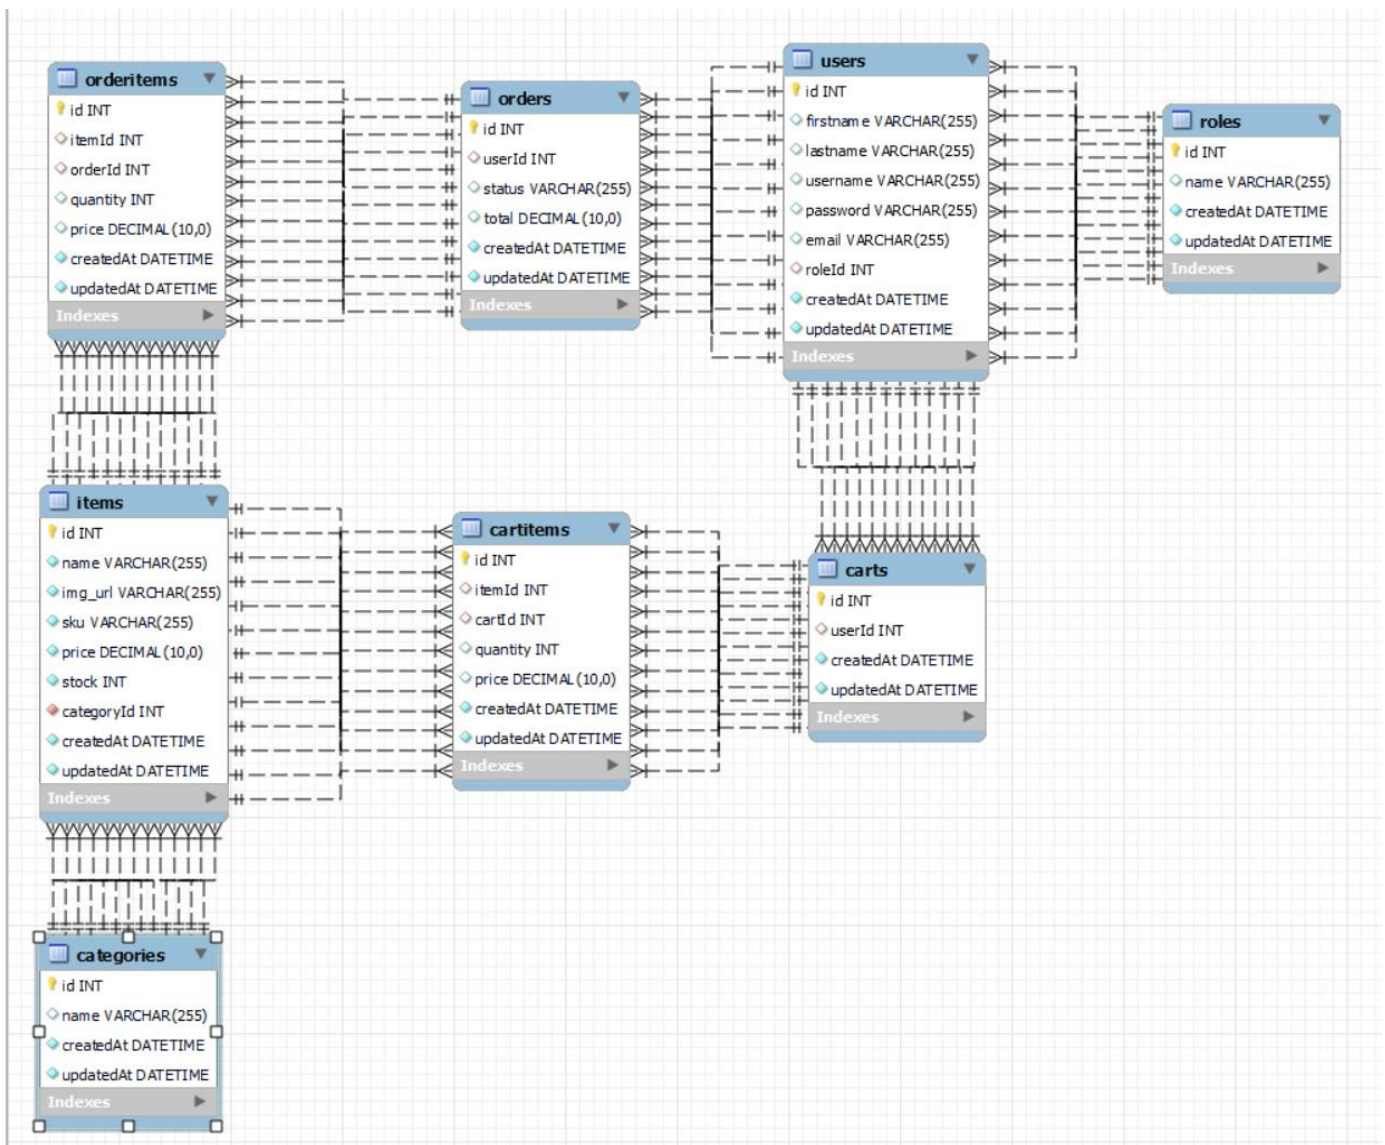 orderitems
id INT
itemId INT
orderId INT
quantity INT
price DECIMAL(10,0)
createdAt DATETIME
updatedAt DATETIME
Indexes
orders
id INT
userId INT
status VARCHAR(255)
total DECIMAL(10,0)
createdAt DATETIME
updatedAt DATETIME
Indexes
users
id INT
firstname VARCHAR(255)
lastname VARCHAR(255)
username VARCHAR(255)
password VARCHAR(255)
email VARCHAR(255)
roleId INT
createdAt DATETIME
updatedAt DATETIME
Indexes
roles
id INT
name VARCHAR(255)
createdAt DATETIME
updatedAt DATETIME
Indexes
items
id INT
name VARCHAR(255)
img_url VARCHAR(255)
sku VARCHAR(255)
price DECIMAL(10,0)
stock INT
categoryId INT
createdAt DATETIME
updatedAt DATETIME
Indexes
cartitems
id INT
itemId INT
cartId INT
quantity INT
price DECIMAL(10,0)
createdAt DATETIME
updatedAt DATETIME
Indexes
carts
id INT
userId INT
createdAt DATETIME
updatedAt DATETIME
Indexes
categories
id INT
name VARCHAR(255)
createdAt DATETIME
updatedAt DATETIME
Indexes